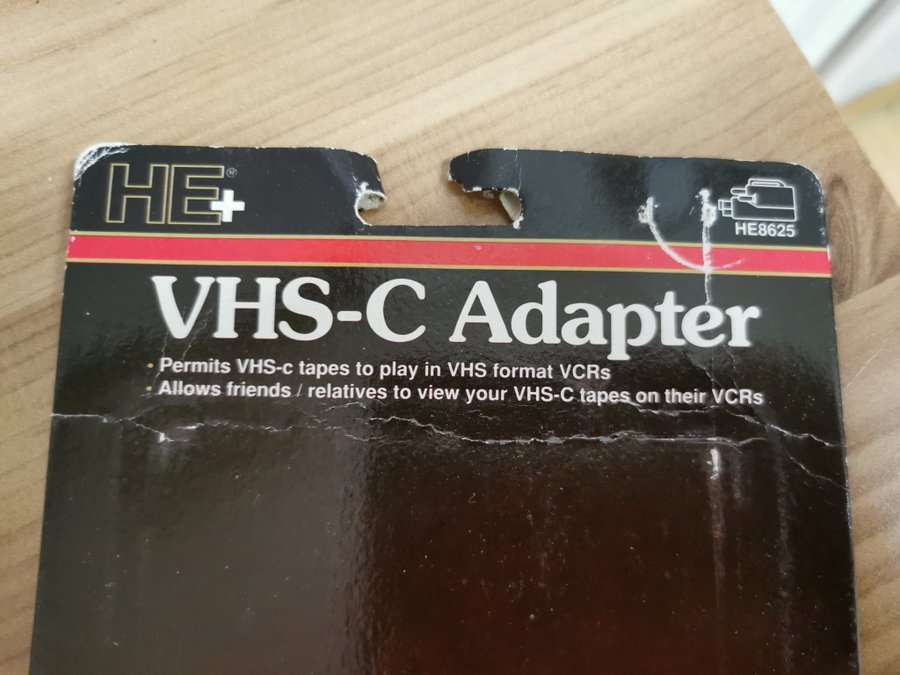 HE+®
HE8625
VHS-C Adapter
· Permits VHS-c tapes to play in VHS format VCRs
· Allows friends / relatives to view your VHS-C tapes on their VCRs